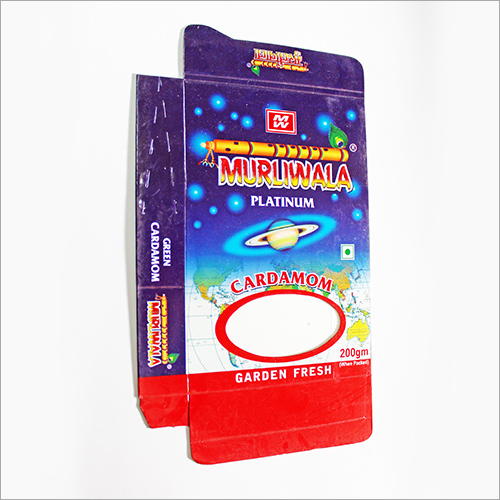 MW
MURLIWALA®
PLATINUM
CARDAMOM
200gm
(When Packed)
GARDEN FRESH
GREEN
CARDAMOM
MURLIWALA